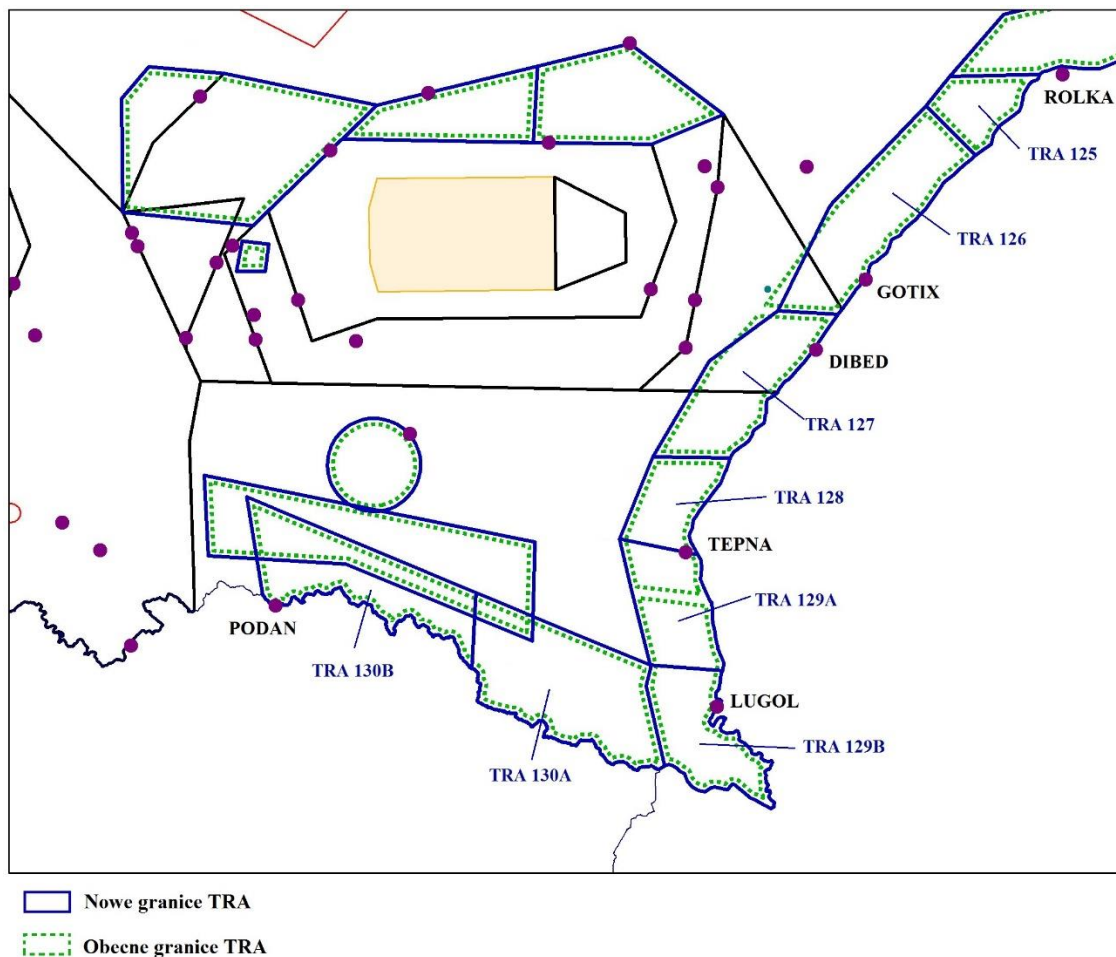 ROLKA
TRA 125
TRA 126
GOTIX
DIBED
TRA 127
TRA 128
TEPNA
TRA 129A
PODAN
TRA 130B
LUGOL
TRA 129B
TRA 130A
Nowe granice TRA
Obecne granice TRA